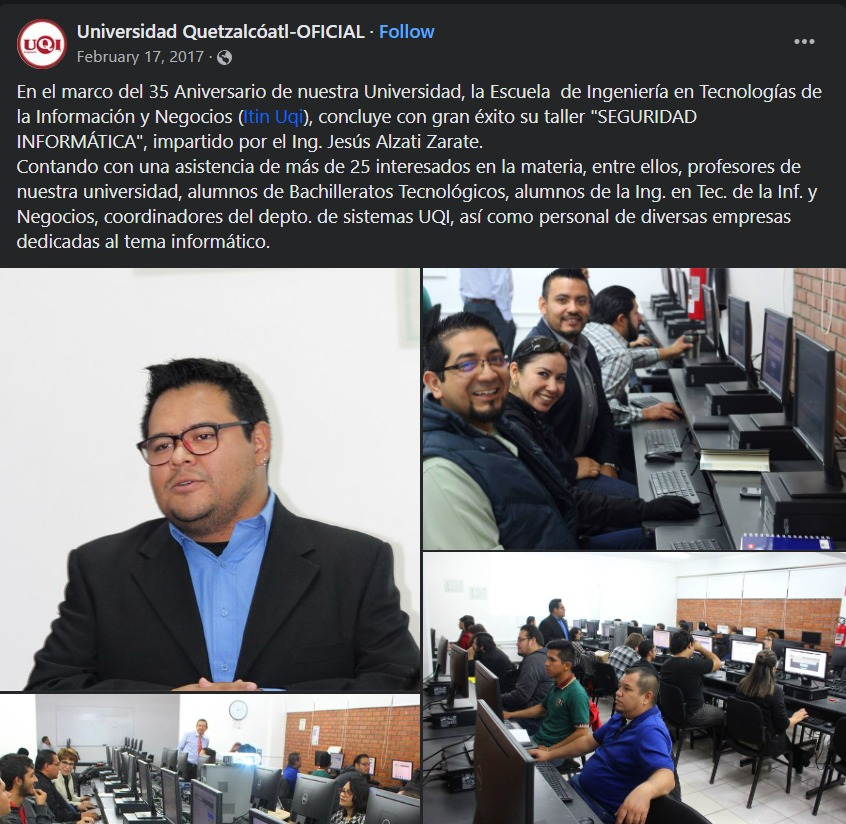 UQI
Universidad Quetzalcóatl-OFICIAL · Follow
February 17, 2017 ·
En el marco del 35 Aniversario de nuestra Universidad, la Escuela de Ingeniería en Tecnologías de
la Información y Negocios (Itin Uqi), concluye con gran éxito su taller "SEGURIDAD
INFORMÁTICA", impartido por el Ing. Jesús Alzati Zarate.
Contando con una asistencia de más de 25 interesados en la materia, entre ellos, profesores de
nuestra universidad, alumnos de Bachilleratos Tecnológicos, alumnos de la Ing. en Tec. de la Inf. y
Negocios, coordinadores del depto. de sistemas UQI, así como personal de diversas empresas
dedicadas al tema informático.